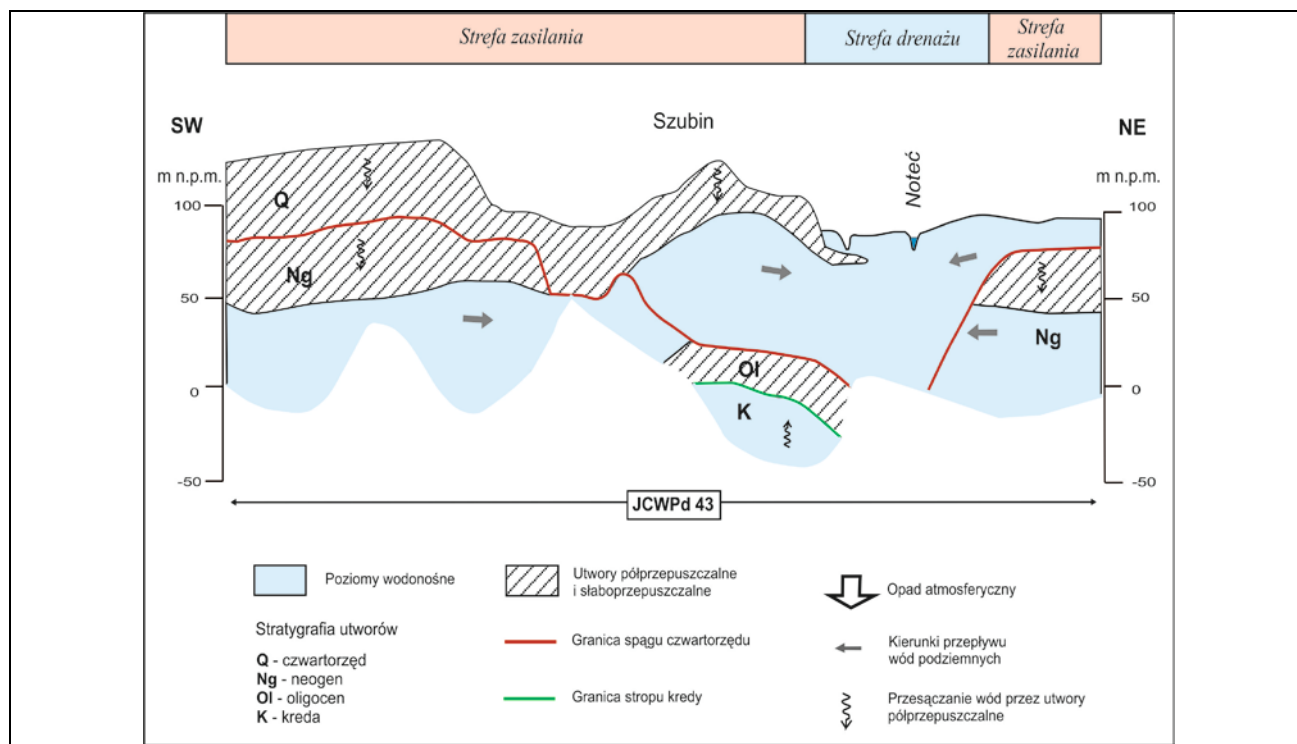 Strefa zasilania
Strefa drenażu
Strefa
zasilania
SW
Szubin
Noteć
NE
m n.p.m.
m n.p.m.
100
100
Q
Ng
50
50
Ng
Ol
0
0
K
-50
-50
JCWPd 43
Poziomy wodonośne
Utwory półprzepuszczalne
i słaboprzepuszczalne
Opad atmosferyczny
Stratygrafia utworów
Q - czwartorzęd
Ng - neogen
Ol - oligocen
K - kreda
Granica spągu czwartorzędu
Kierunki przepływu
wód podziemnych
Granica stropu kredy
Przesączanie wód przez utwory
półprzepuszczalne